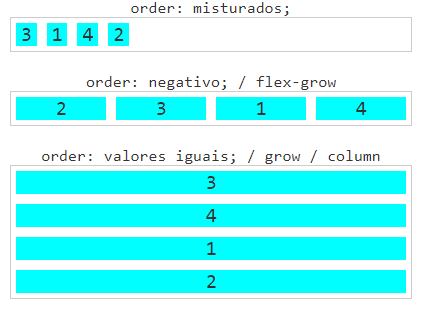 order: misturados;
3 1 4 2
order: negativo; / flex-grow
2 3 1 4
order: valores iguais; / grow / column
3
4
1
2